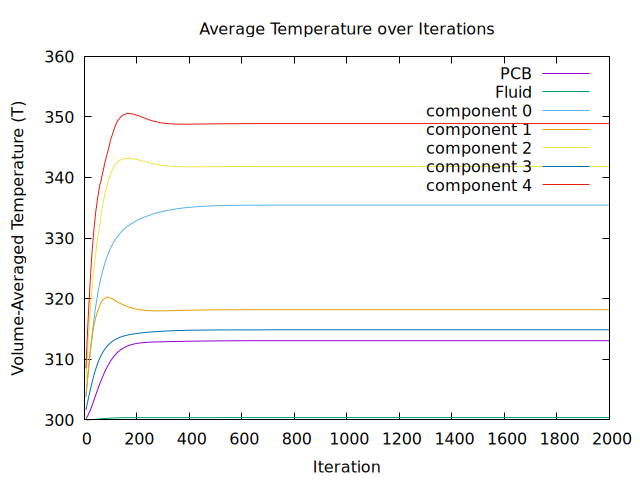 Average Temperature over Iterations
360
350
340
330
320
310
300
Volume-Averaged Temperature (T)
PCB
Fluid
component 0
component 1
component 2
component 3
component 4
0 200 400 600 800 1000 1200 1400 1600 1800 2000
Iteration